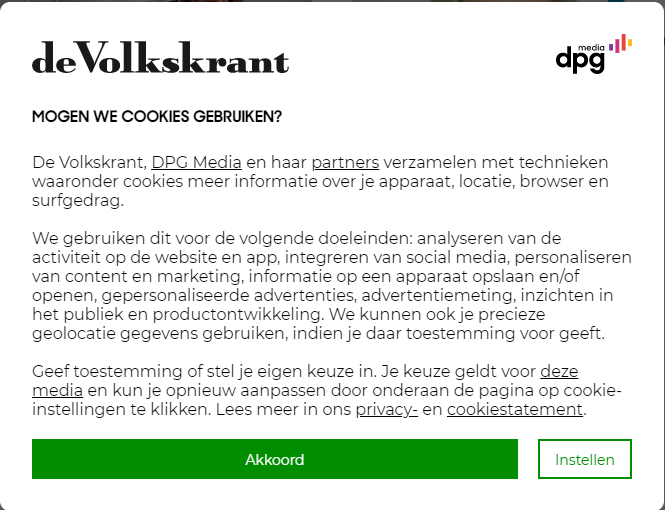 de Volkskrant
dpg media
MOGEN WE COOKIES GEBRUIKEN?
De Volkskrant, DPG Media en haar partners verzamelen met technieken
waaronder cookies meer informatie over je apparaat, locatie, browser en
surfgedrag.
We gebruiken dit voor de volgende doeleinden: analyseren van de
activiteit op de website en app, integreren van social media, personaliseren
van content en marketing, informatie op een apparaat opslaan en/of
openen, gepersonaliseerde advertenties, advertentiemeting, inzichten in
het publiek en productontwikkeling. We kunnen ook je precieze
geolocatie gegevens gebruiken, indien je daar toestemming voor geeft.
Geef toestemming of stel je eigen keuze in. Je keuze geldt voor deze
media en kun je opnieuw aanpassen door onderaan de pagina op cookie-
instellingen te klikken. Lees meer in ons privacy- en cookiestatement.
Akkoord
Instellen